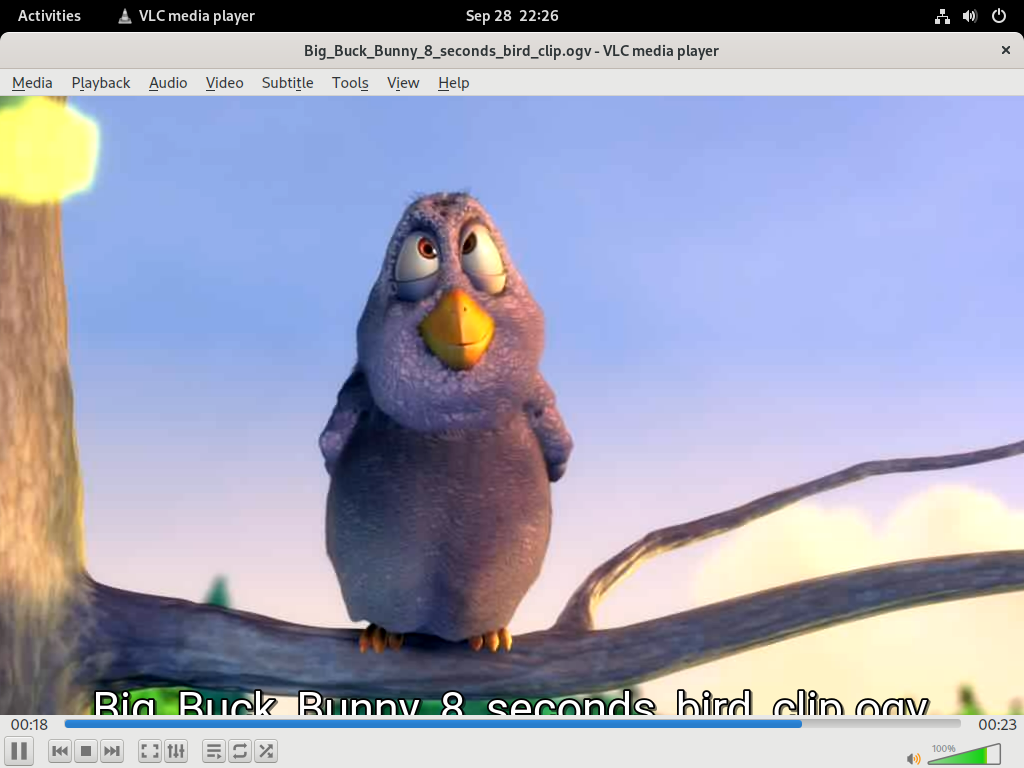 Activities VLC media player Sep 28 22:26
Big_Buck_Bunny_8_seconds_bird_clip.ogv - VLC media player
Media Playback Audio Video Subtitle Tools View Help
Big_Buck_Bunny_8_seconds_bird_clip.ogv
00:18 00:23
100%